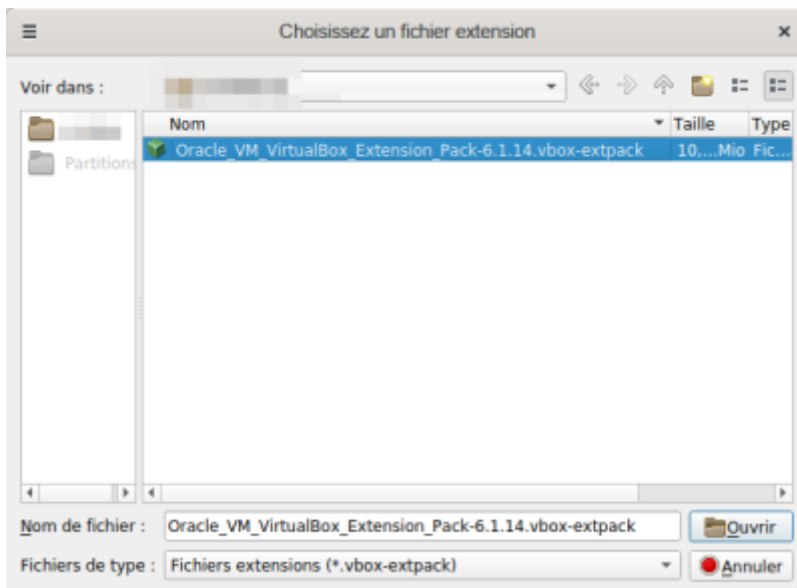 Choisissez un fichier extension
Voir dans :
Nom Taille Type
Partitions
Oracle_VM_VirtualBox_Extension_Pack-6.1.14.vbox-extpack 10,...Mio Fic...
Nom de fichier : Oracle_VM_VirtualBox_Extension_Pack-6.1.14.vbox-extpack Ouvrir
Fichiers de type : Fichiers extensions (*.vbox-extpack) Annuler